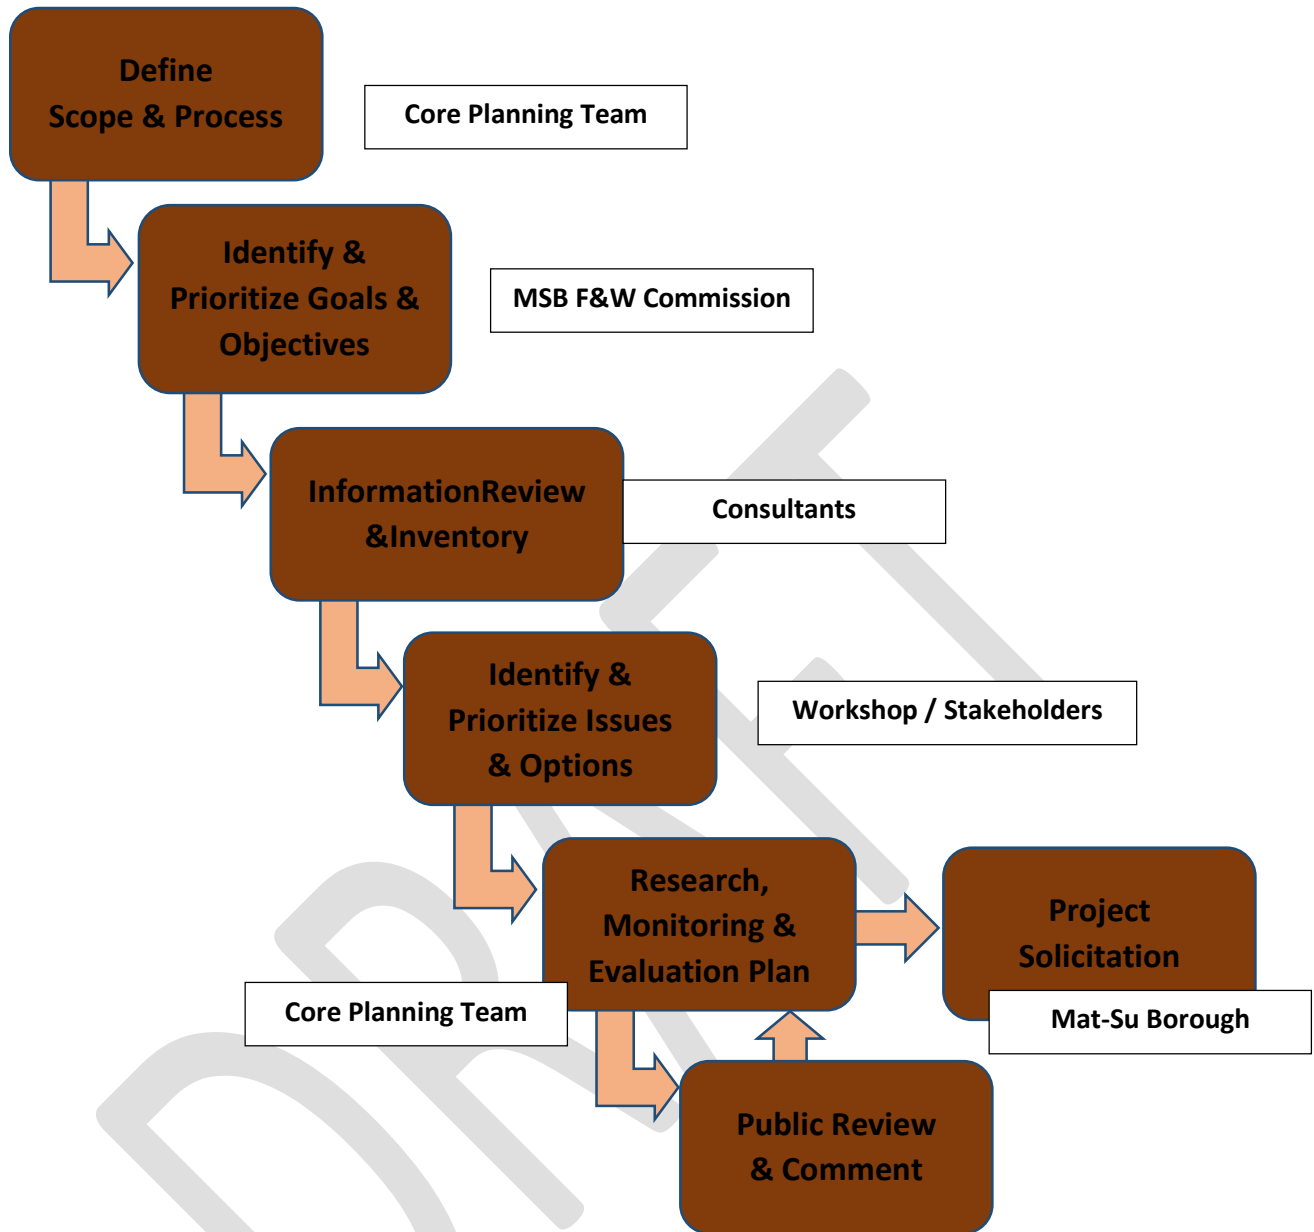 Define
Scope & Process
Core Planning Team
Identify &
Prioritize Goals &
Objectives
MSB F&W Commission
InformationReview
&Inventory
Consultants
Identify &
Prioritize Issues
& Options
Workshop / Stakeholders
Research,
Monitoring &
Evaluation Plan
Core Planning Team
Project
Solicitation
Mat-Su Borough
Public Review
& Comment
DRAFT